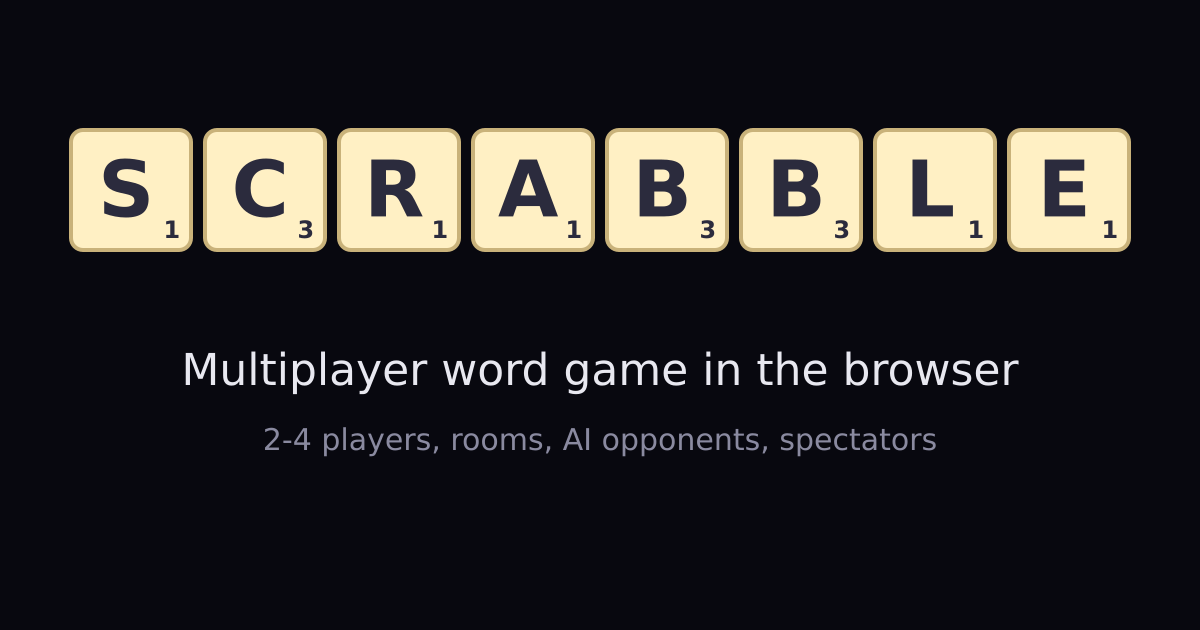 S1 C3 R1 A1 B3 B3 L1 E1
Multiplayer word game in the browser
2-4 players, rooms, AI opponents, spectators